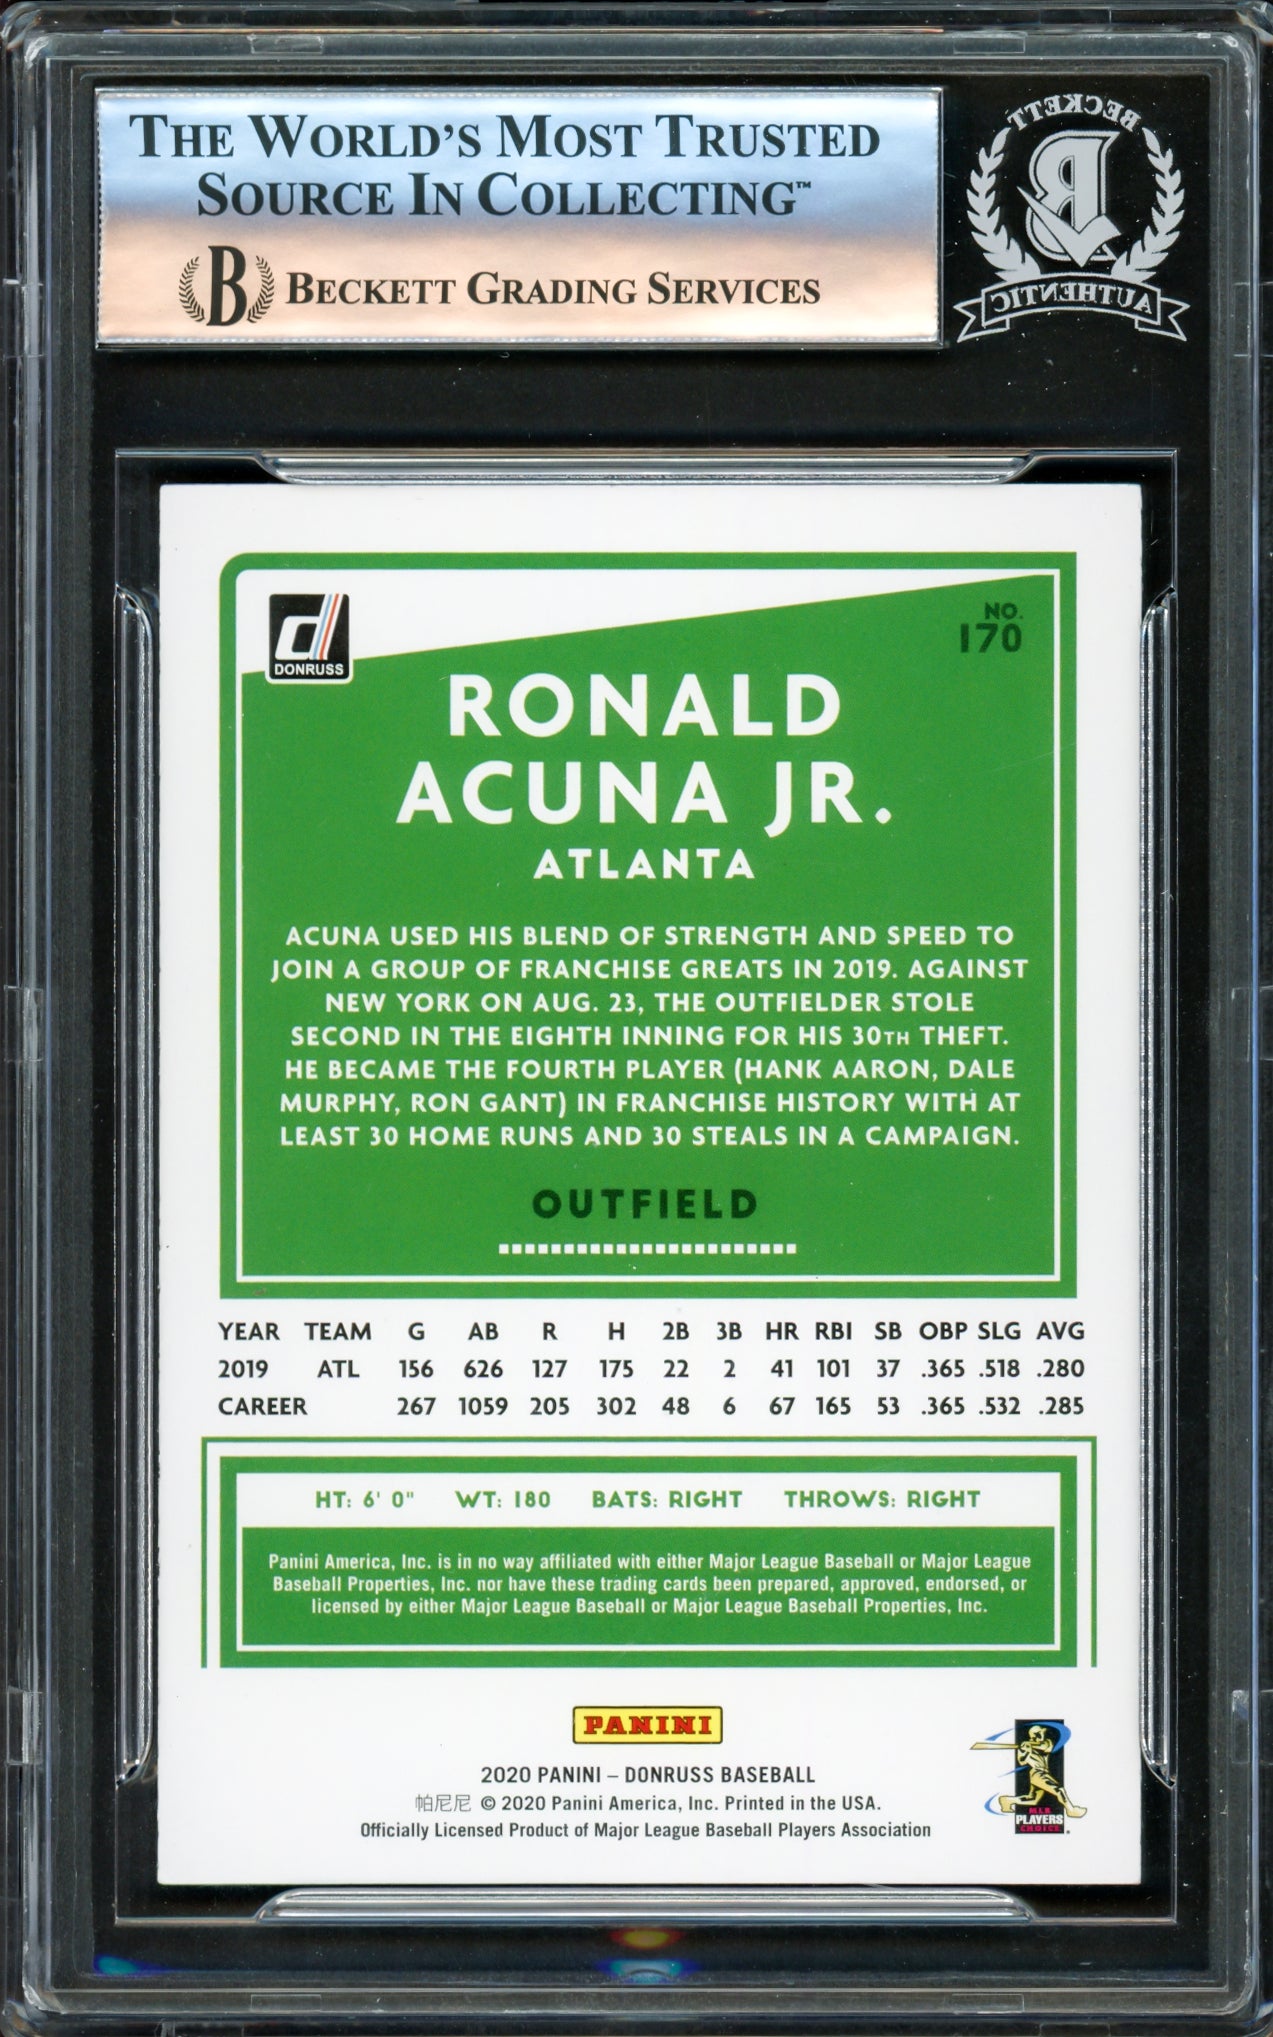 THE WORLD'S MOST TRUSTED
SOURCE IN COLLECTING™
B BECKETT GRADING SERVICES
BECKETT
B
AUTHENTIC
d
DONRUSS
NO.
170
RONALD
ACUNA JR.
ATLANTA
ACUNA USED HIS BLEND OF STRENGTH AND SPEED TO
JOIN A GROUP OF FRANCHISE GREATS IN 2019. AGAINST
NEW YORK ON AUG. 23, THE OUTFIELDER STOLE
SECOND IN THE EIGHTH INNING FOR HIS 30TH THEFT.
HE BECAME THE FOURTH PLAYER (HANK AARON, DALE
MURPHY, RON GANT) IN FRANCHISE HISTORY WITH AT
LEAST 30 HOME RUNS AND 30 STEALS IN A CAMPAIGN.
OUTFIELD
YEAR TEAM G AB R H 2B 3B HR RBI SB OBP SLG AVG
2019 ATL 156 626 127 175 22 2 41 101 37 .365 .518 .280
CAREER 267 1059 205 302 48 6 67 165 53 .365 .532 .285
HT: 6' 0" WT: 180 BATS: RIGHT THROWS: RIGHT
Panini America, Inc. is in no way affiliated with either Major League Baseball or Major League
Baseball Properties, Inc. nor have these trading cards been prepared, approved, endorsed, or
licensed by either Major League Baseball or Major League Baseball Properties, Inc.
PANINI
2020 PANINI – DONRUSS BASEBALL
帕尼尼 © 2020 Panini America, Inc. Printed in the USA.
Officially Licensed Product of Major League Baseball Players Association
MLB
PLAYERS
CHOICE